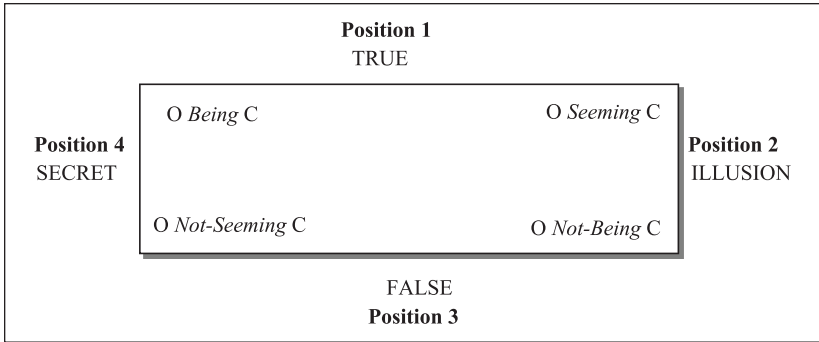 Position 1
TRUE
O Being C
O Seeming C
Position 4
SECRET
Position 2
ILLUSION
O Not-Seeming C
O Not-Being C
FALSE
Position 3